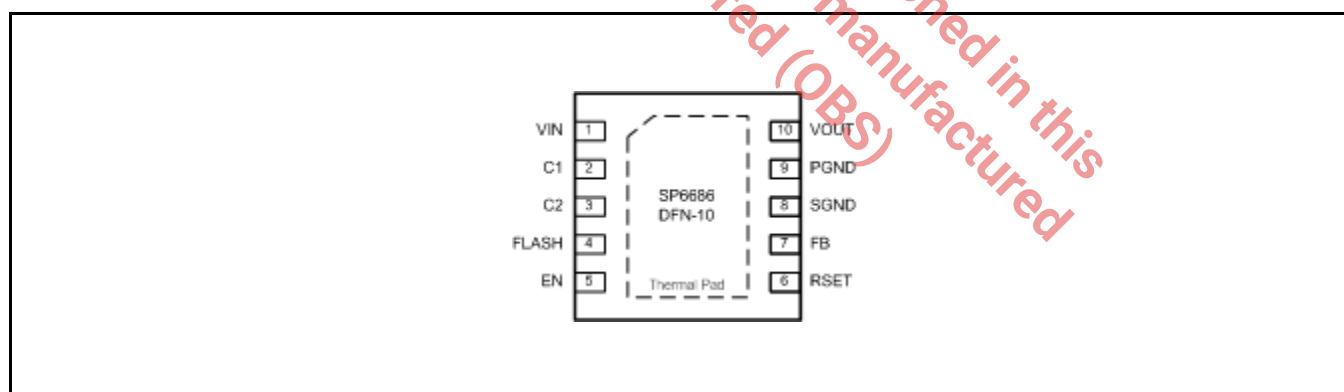 ned in this
manufactured
red (OBS)
VIN 1
C1 2
C2 3
FLASH 4
EN 5
SP6686
DFN-10
Thermal Pad
10 VOUT
9 PGND
8 SGND
7 FB
6 RSET